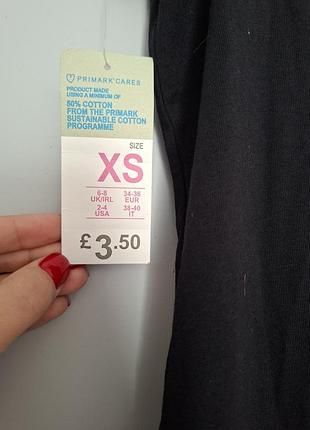 PRIMARK CARES
PRODUCT MADE
USING A MINIMUM OF
50% COTTON
FROM THE PRIMARK
SUSTAINABLE COTTON
PROGRAMME
SIZE
XS
6-8 34-36
UK/IRL EUR
2-4 38-40
USA IT
£3.50